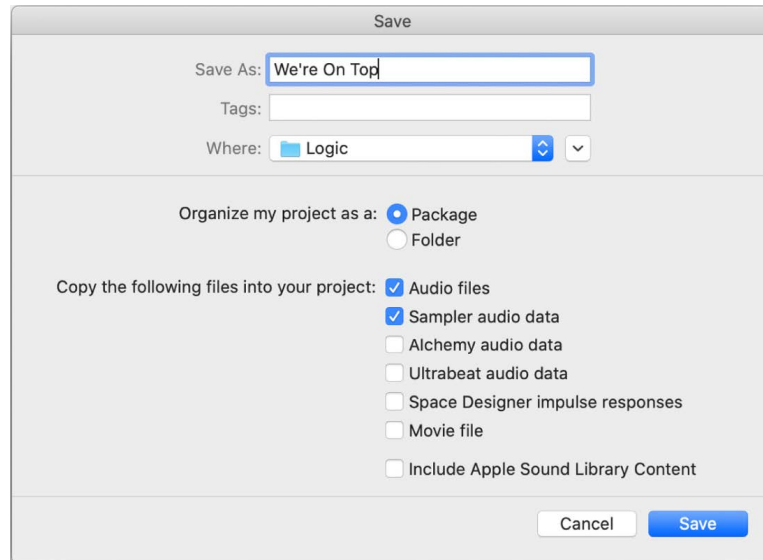 Save
Save As: We're On Top
Tags:
Where: Logic
Organize my project as a: Package
Folder
Copy the following files into your project: Audio files
Sampler audio data
Alchemy audio data
Ultrabeat audio data
Space Designer impulse responses
Movie file
Include Apple Sound Library Content
Cancel Save